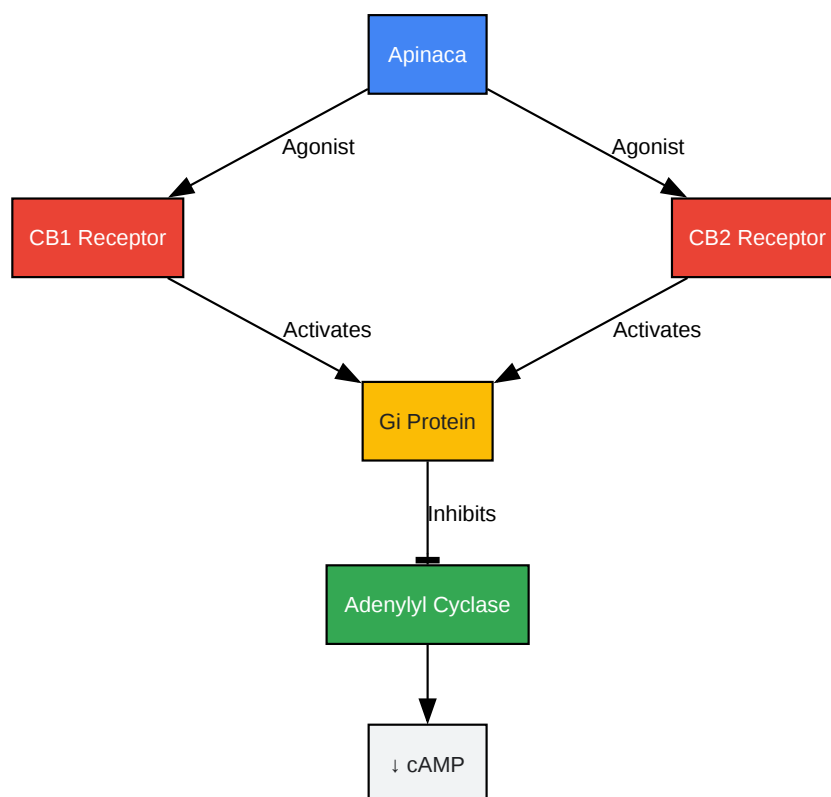 Apinaca
Agonist
Agonist
CB1 Receptor
CB2 Receptor
Activates
Activates
Gi Protein
Inhibits
Adenylyl Cyclase
↓ cAMP